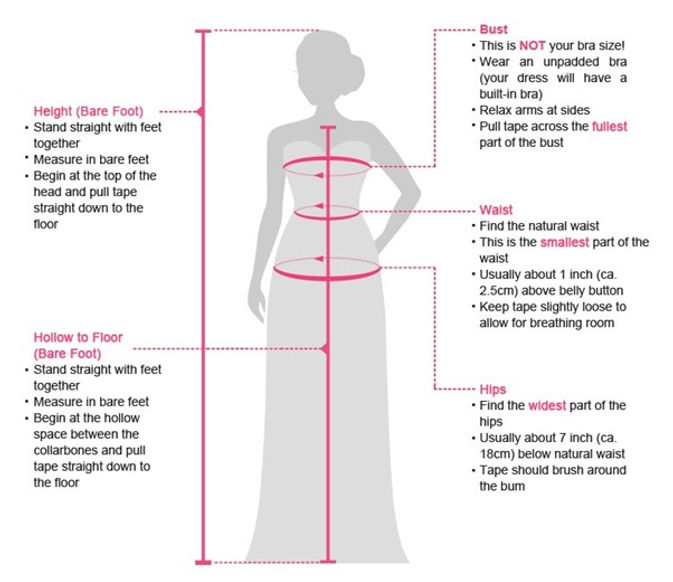 Height (Bare Foot)
• Stand straight with feet
together
• Measure in bare feet
• Begin at the top of the
head and pull tape
straight down to the
floor
Hollow to Floor
(Bare Foot)
• Stand straight with feet
together
• Measure in bare feet
• Begin at the hollow
space between the
collarbones and pull
tape straight down to
the floor
Bust
• This is NOT your bra size!
• Wear an unpadded bra
(your dress will have a
built-in bra)
• Relax arms at sides
• Pull tape across the fullest
part of the bust
Waist
• Find the natural waist
• This is the smallest part of the
waist
• Usually about 1 inch (ca.
2.5cm) above belly button
• Keep tape slightly loose to
allow for breathing room
Hips
• Find the widest part of the
hips
• Usually about 7 inch (ca.
18cm) below natural waist
• Tape should brush around
the bum